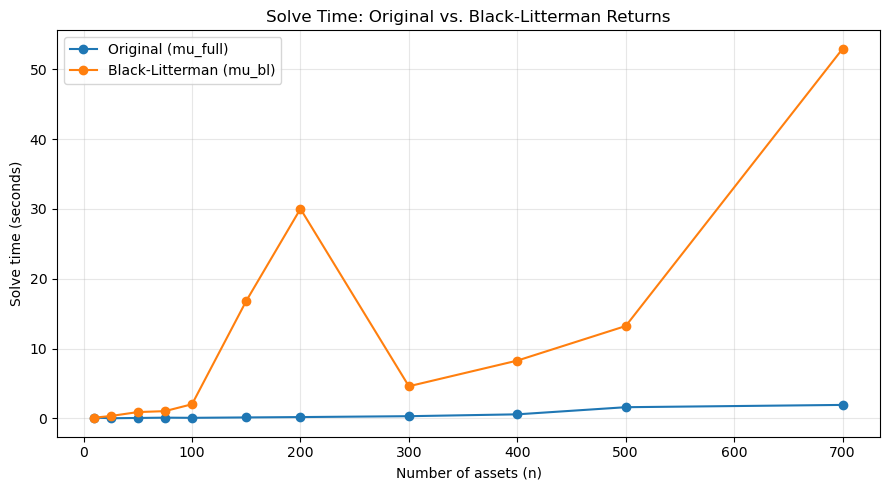 Solve Time: Original vs. Black-Litterman Returns
Original (mu_full)
Black-Litterman (mu_bl)
Solve time (seconds)
50
40
30
20
10
0
0 100 200 300 400 500 600 700
Number of assets (n)